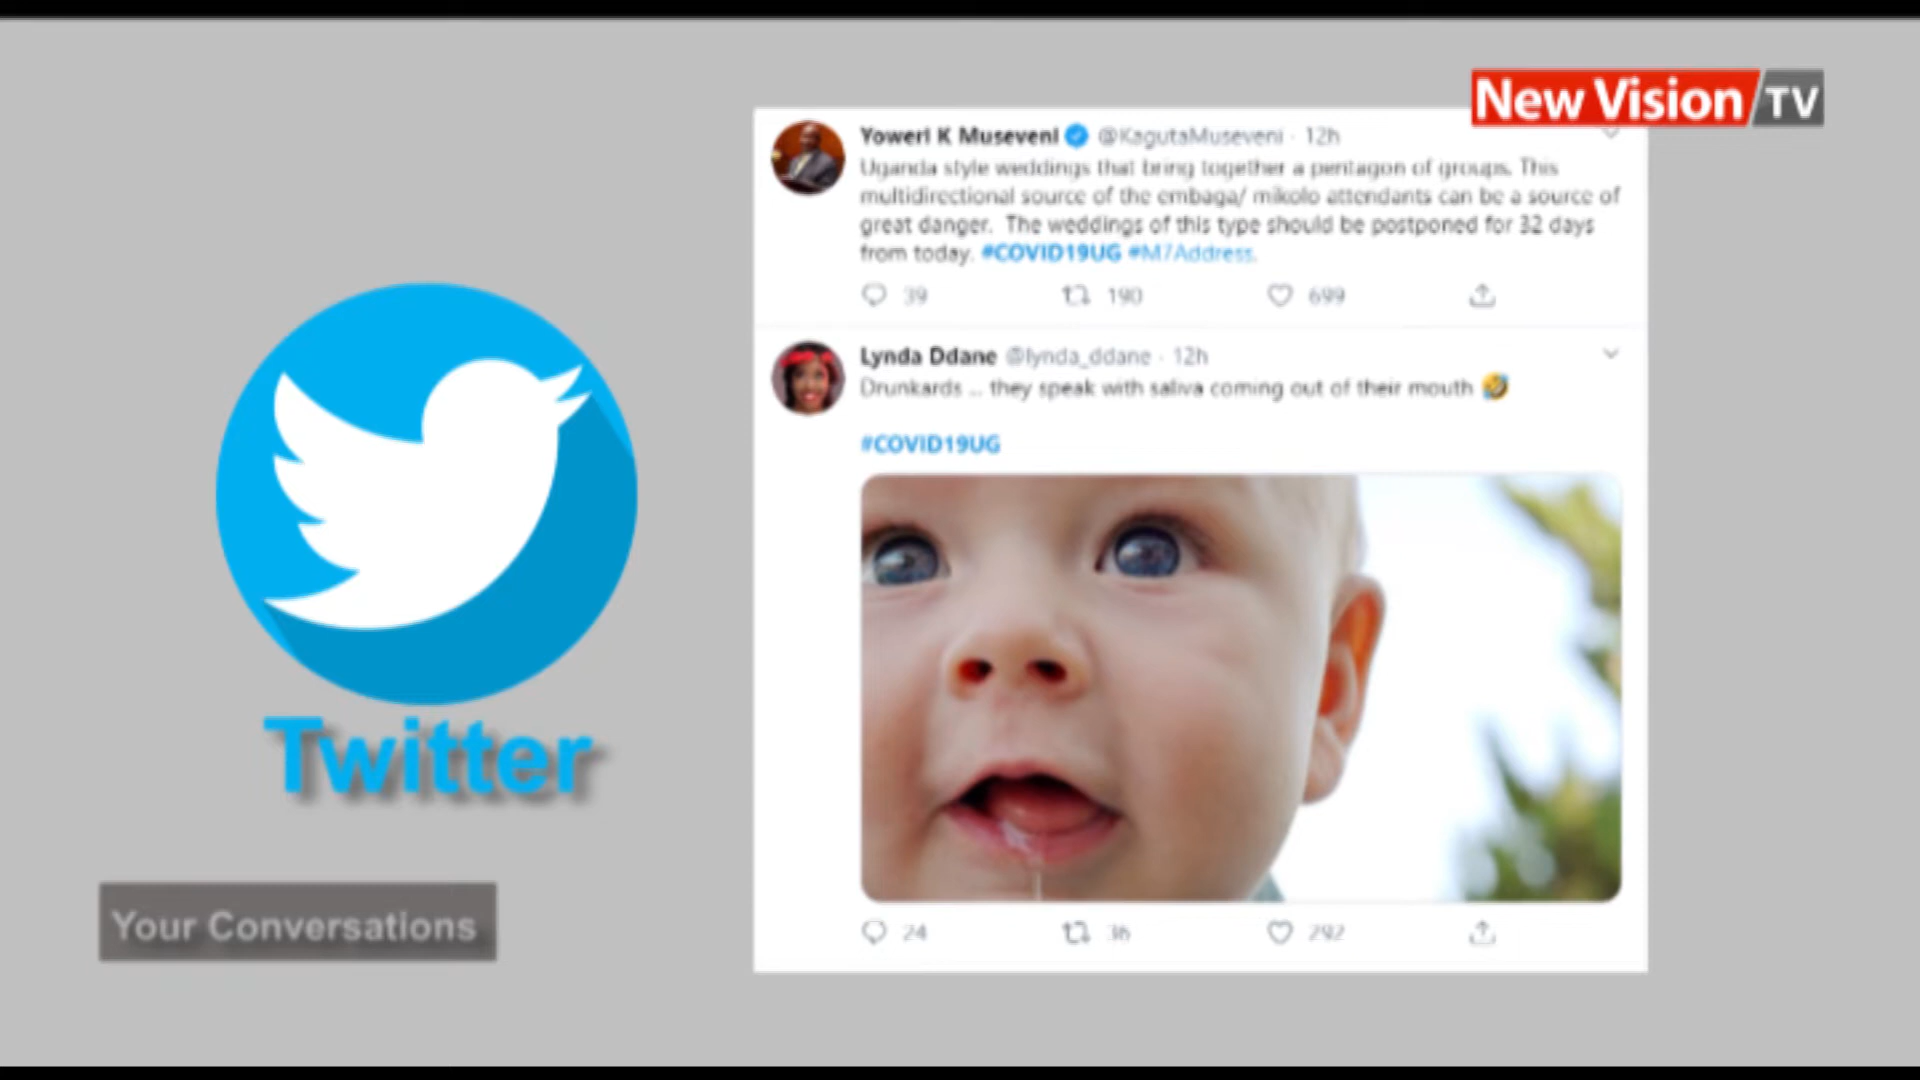 New Vision TV
Yoweri K Museveni @KagutaMuseveni · 12h
Uganda style weddings that bring together a pentagon of groups. This
multidirectional source of the embaga/ mikolo attendants can be a source of
great danger. The weddings of this type should be postponed for 32 days
from today. #COVID19UG #M7Address.
39 190 699
Lynda Ddane @lynda_ddane · 12h
Drunkards ... they speak with saliva coming out of their mouth 🤣
#COVID19UG
24 36 292
Twitter
Your Conversations